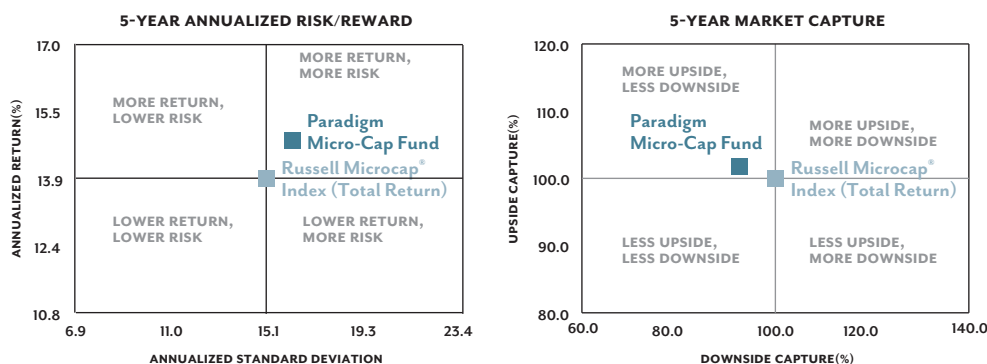 5-YEAR ANNUALIZED RISK/REWARD
17.0
15.5
13.9
12.4
10.8
ANNUALIZED RETURN(%)
MORE RETURN,
LOWER RISK
MORE RETURN,
MORE RISK
Paradigm
Micro-Cap Fund
Russell Microcap®
Index (Total Return)
LOWER RETURN,
LOWER RISK
LOWER RETURN,
MORE RISK
6.9 11.0 15.1 19.3 23.4
ANNUALIZED STANDARD DEVIATION
5-YEAR MARKET CAPTURE
120.0
110.0
100.0
90.0
80.0
UPSIDE CAPTURE(%)
MORE UPSIDE,
LESS DOWNSIDE
Paradigm
Micro-Cap Fund
MORE UPSIDE,
MORE DOWNSIDE
Russell Microcap®
Index (Total Return)
LESS UPSIDE,
LESS DOWNSIDE
LESS UPSIDE,
MORE DOWNSIDE
60.0 80.0 100.0 120.0 140.0
DOWNSIDE CAPTURE(%)